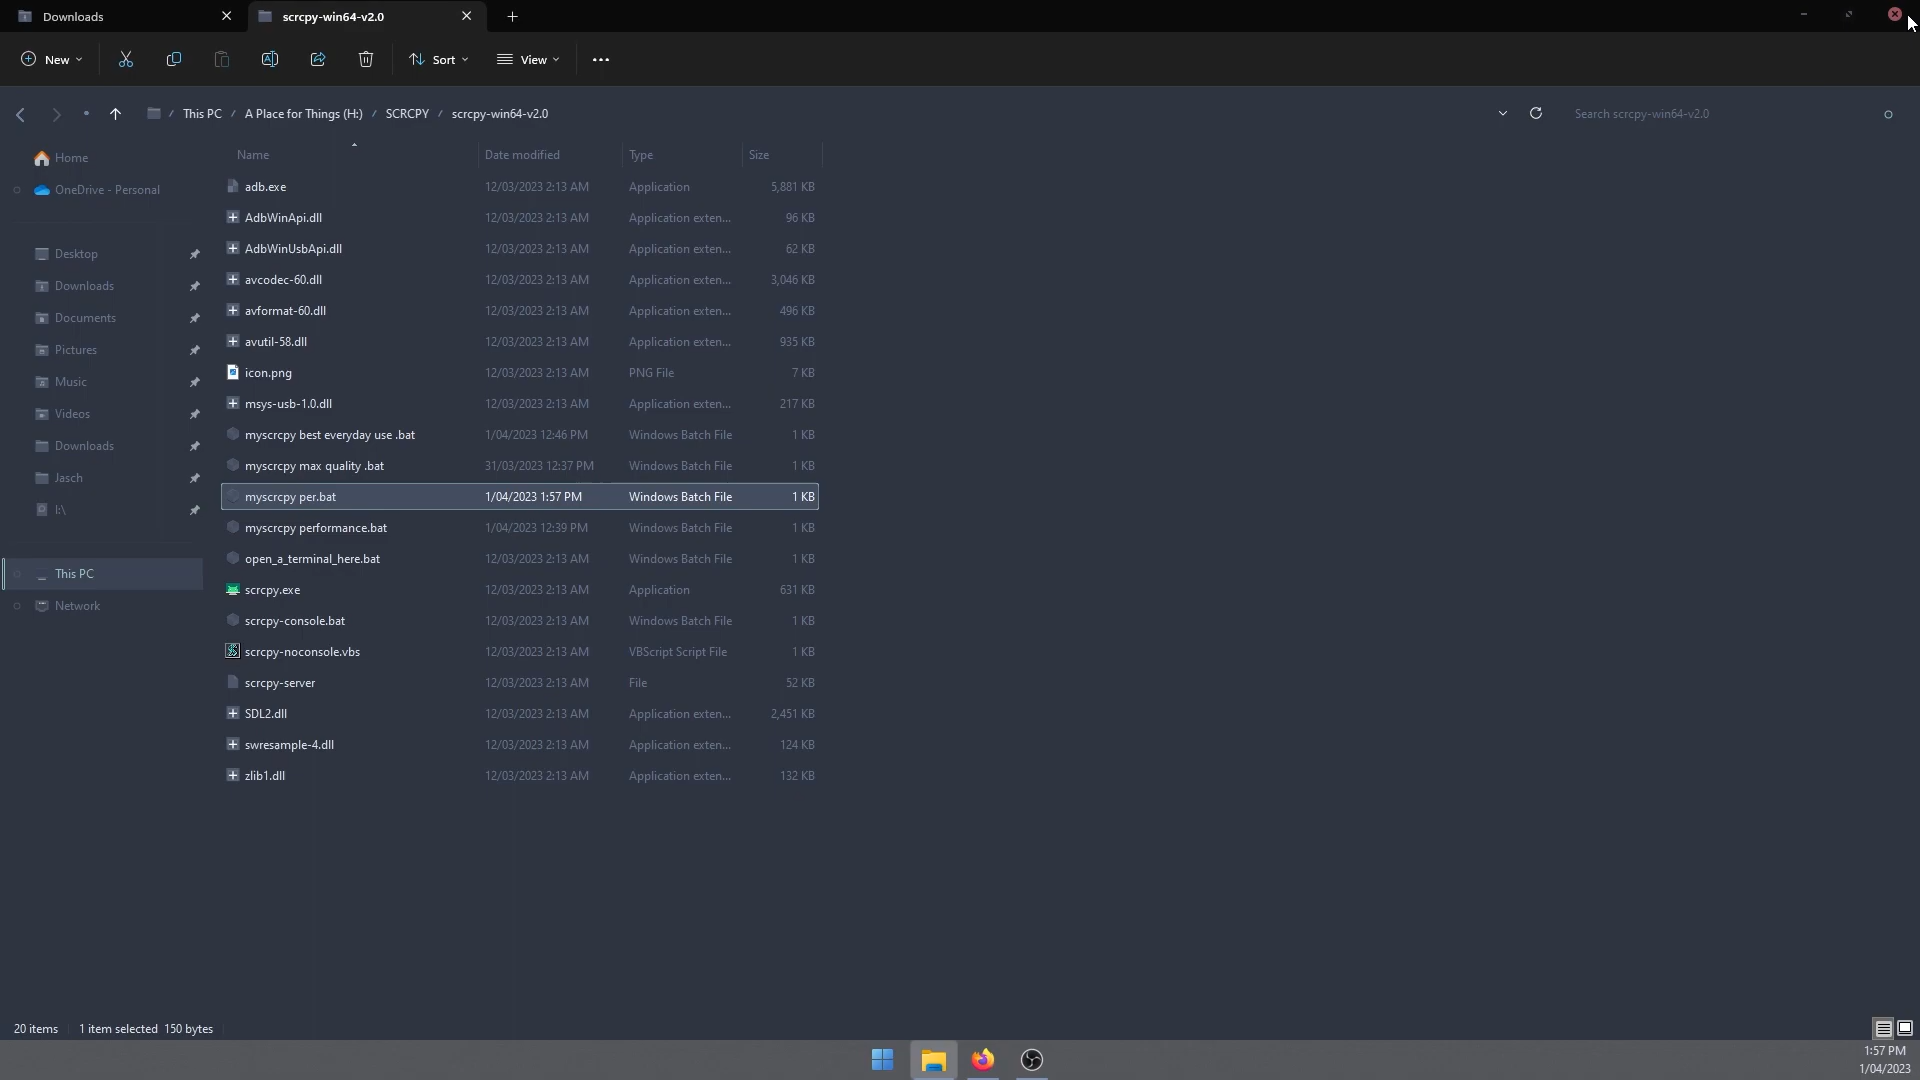 Downloads
scrcpy-win64-v2.0
New
Sort
View
This PC / A Place for Things (H:) / SCRCPY / scrcpy-win64-v2.0
Search scrcpy-win64-v2.0
Home
OneDrive - Personal
Desktop
Downloads
Documents
Pictures
Music
Videos
Downloads
Jasch
I:\
This PC
Network
Name Date modified Type Size
adb.exe 12/03/2023 2:13 AM Application 5,881 KB
AdbWinApi.dll 12/03/2023 2:13 AM Application exten... 96 KB
AdbWinUsbApi.dll 12/03/2023 2:13 AM Application exten... 62 KB
avcodec-60.dll 12/03/2023 2:13 AM Application exten... 3,046 KB
avformat-60.dll 12/03/2023 2:13 AM Application exten... 496 KB
avutil-58.dll 12/03/2023 2:13 AM Application exten... 935 KB
icon.png 12/03/2023 2:13 AM PNG File 7 KB
msys-usb-1.0.dll 12/03/2023 2:13 AM Application exten... 217 KB
myscrcpy best everyday use .bat 1/04/2023 12:46 PM Windows Batch File 1 KB
myscrcpy max quality .bat 31/03/2023 12:37 PM Windows Batch File 1 KB
myscrcpy per.bat 1/04/2023 1:57 PM Windows Batch File 1 KB
myscrcpy performance.bat 1/04/2023 12:39 PM Windows Batch File 1 KB
open_a_terminal_here.bat 12/03/2023 2:13 AM Windows Batch File 1 KB
scrcpy.exe 12/03/2023 2:13 AM Application 631 KB
scrcpy-console.bat 12/03/2023 2:13 AM Windows Batch File 1 KB
scrcpy-noconsole.vbs 12/03/2023 2:13 AM VBScript Script File 1 KB
scrcpy-server 12/03/2023 2:13 AM File 52 KB
SDL2.dll 12/03/2023 2:13 AM Application exten... 2,451 KB
swresample-4.dll 12/03/2023 2:13 AM Application exten... 124 KB
zlib1.dll 12/03/2023 2:13 AM Application exten... 132 KB
20 items 1 item selected 150 bytes
1:57 PM
1/04/2023